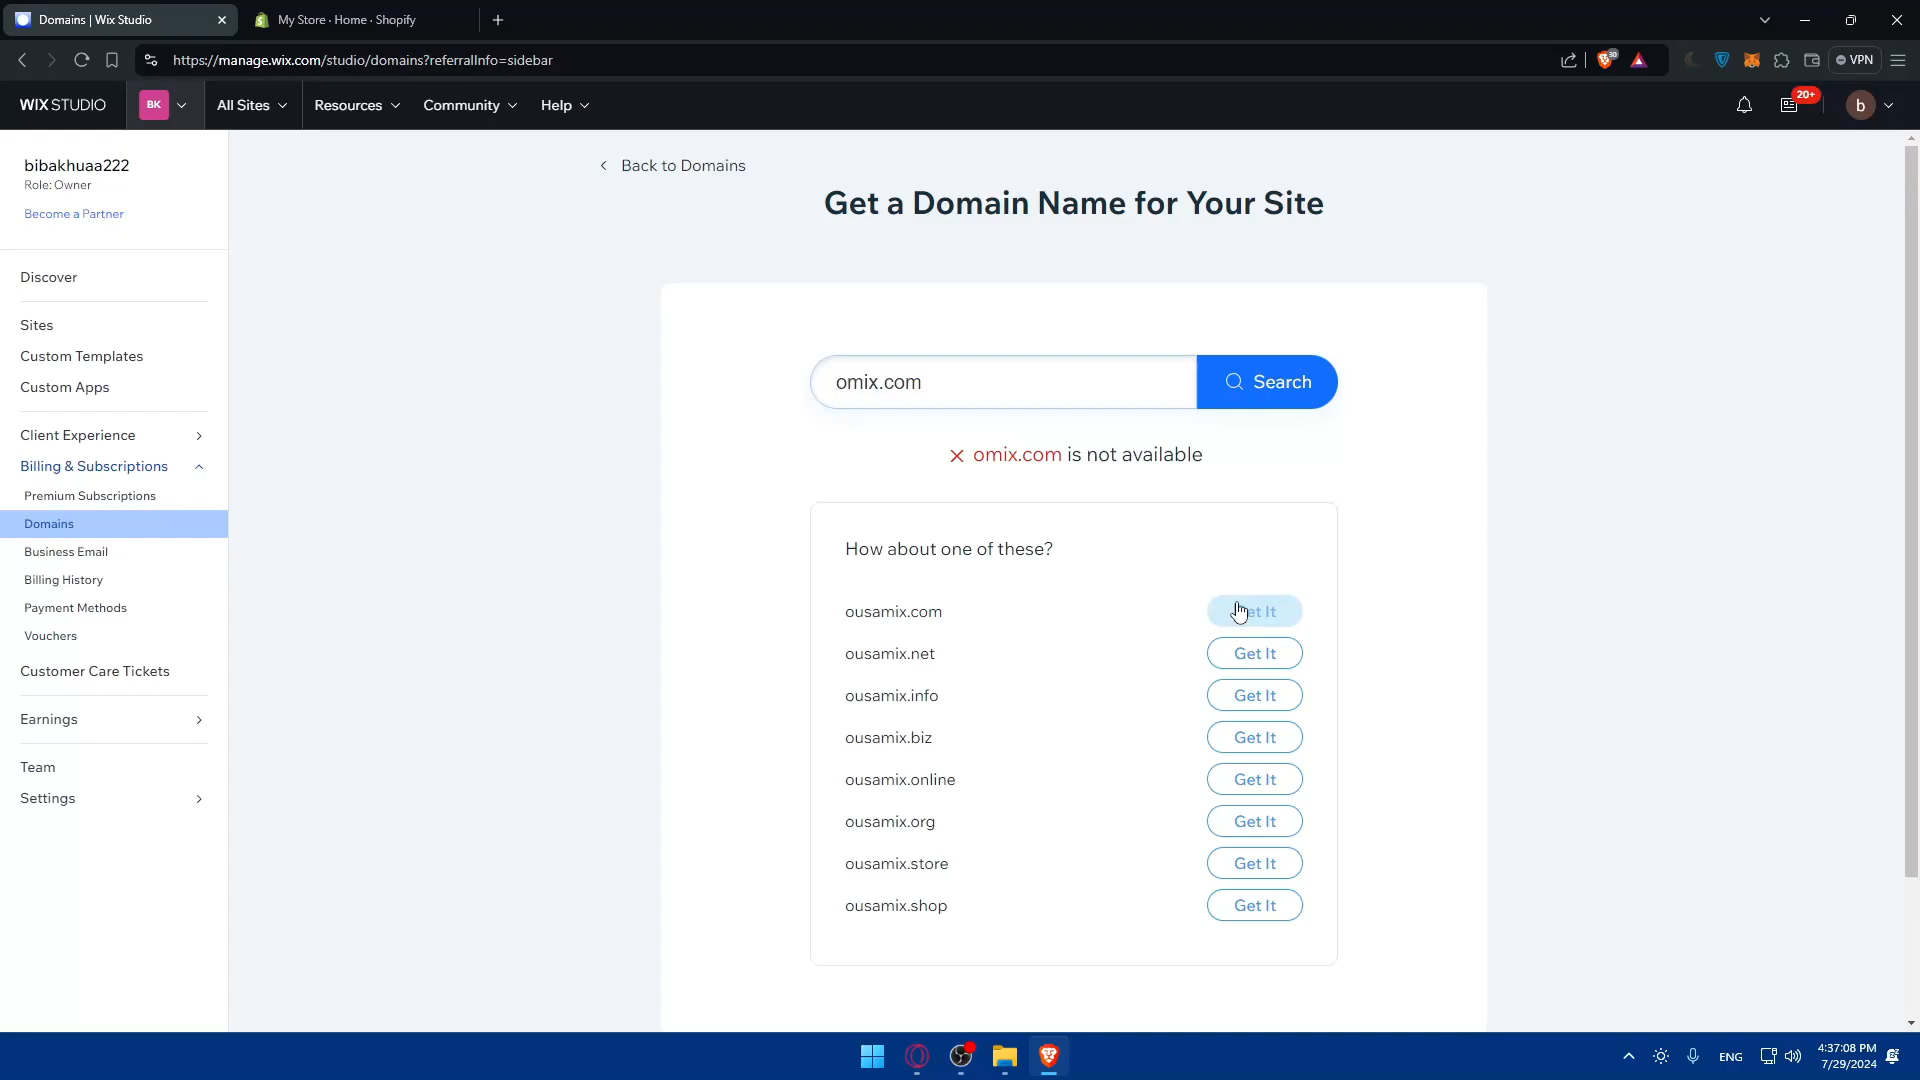 Domains | Wix Studio
My Store · Home · Shopify
https://manage.wix.com/studio/domains?referralInfo=sidebar
30
VPN
WIX STUDIO
BK
All Sites
Resources
Community
Help
20+
b
bibakhuaa222
Role: Owner
Become a Partner
Discover
Sites
Custom Templates
Custom Apps
Client Experience
Billing & Subscriptions
Premium Subscriptions
Domains
Business Email
Billing History
Payment Methods
Vouchers
Customer Care Tickets
Earnings
Team
Settings
Back to Domains
Get a Domain Name for Your Site
omix.com
Search
omix.com is not available
How about one of these?
ousamix.com
Get It
ousamix.net
Get It
ousamix.info
Get It
ousamix.biz
Get It
ousamix.online
Get It
ousamix.org
Get It
ousamix.store
Get It
ousamix.shop
Get It
ENG
4:37:08 PM
7/29/2024